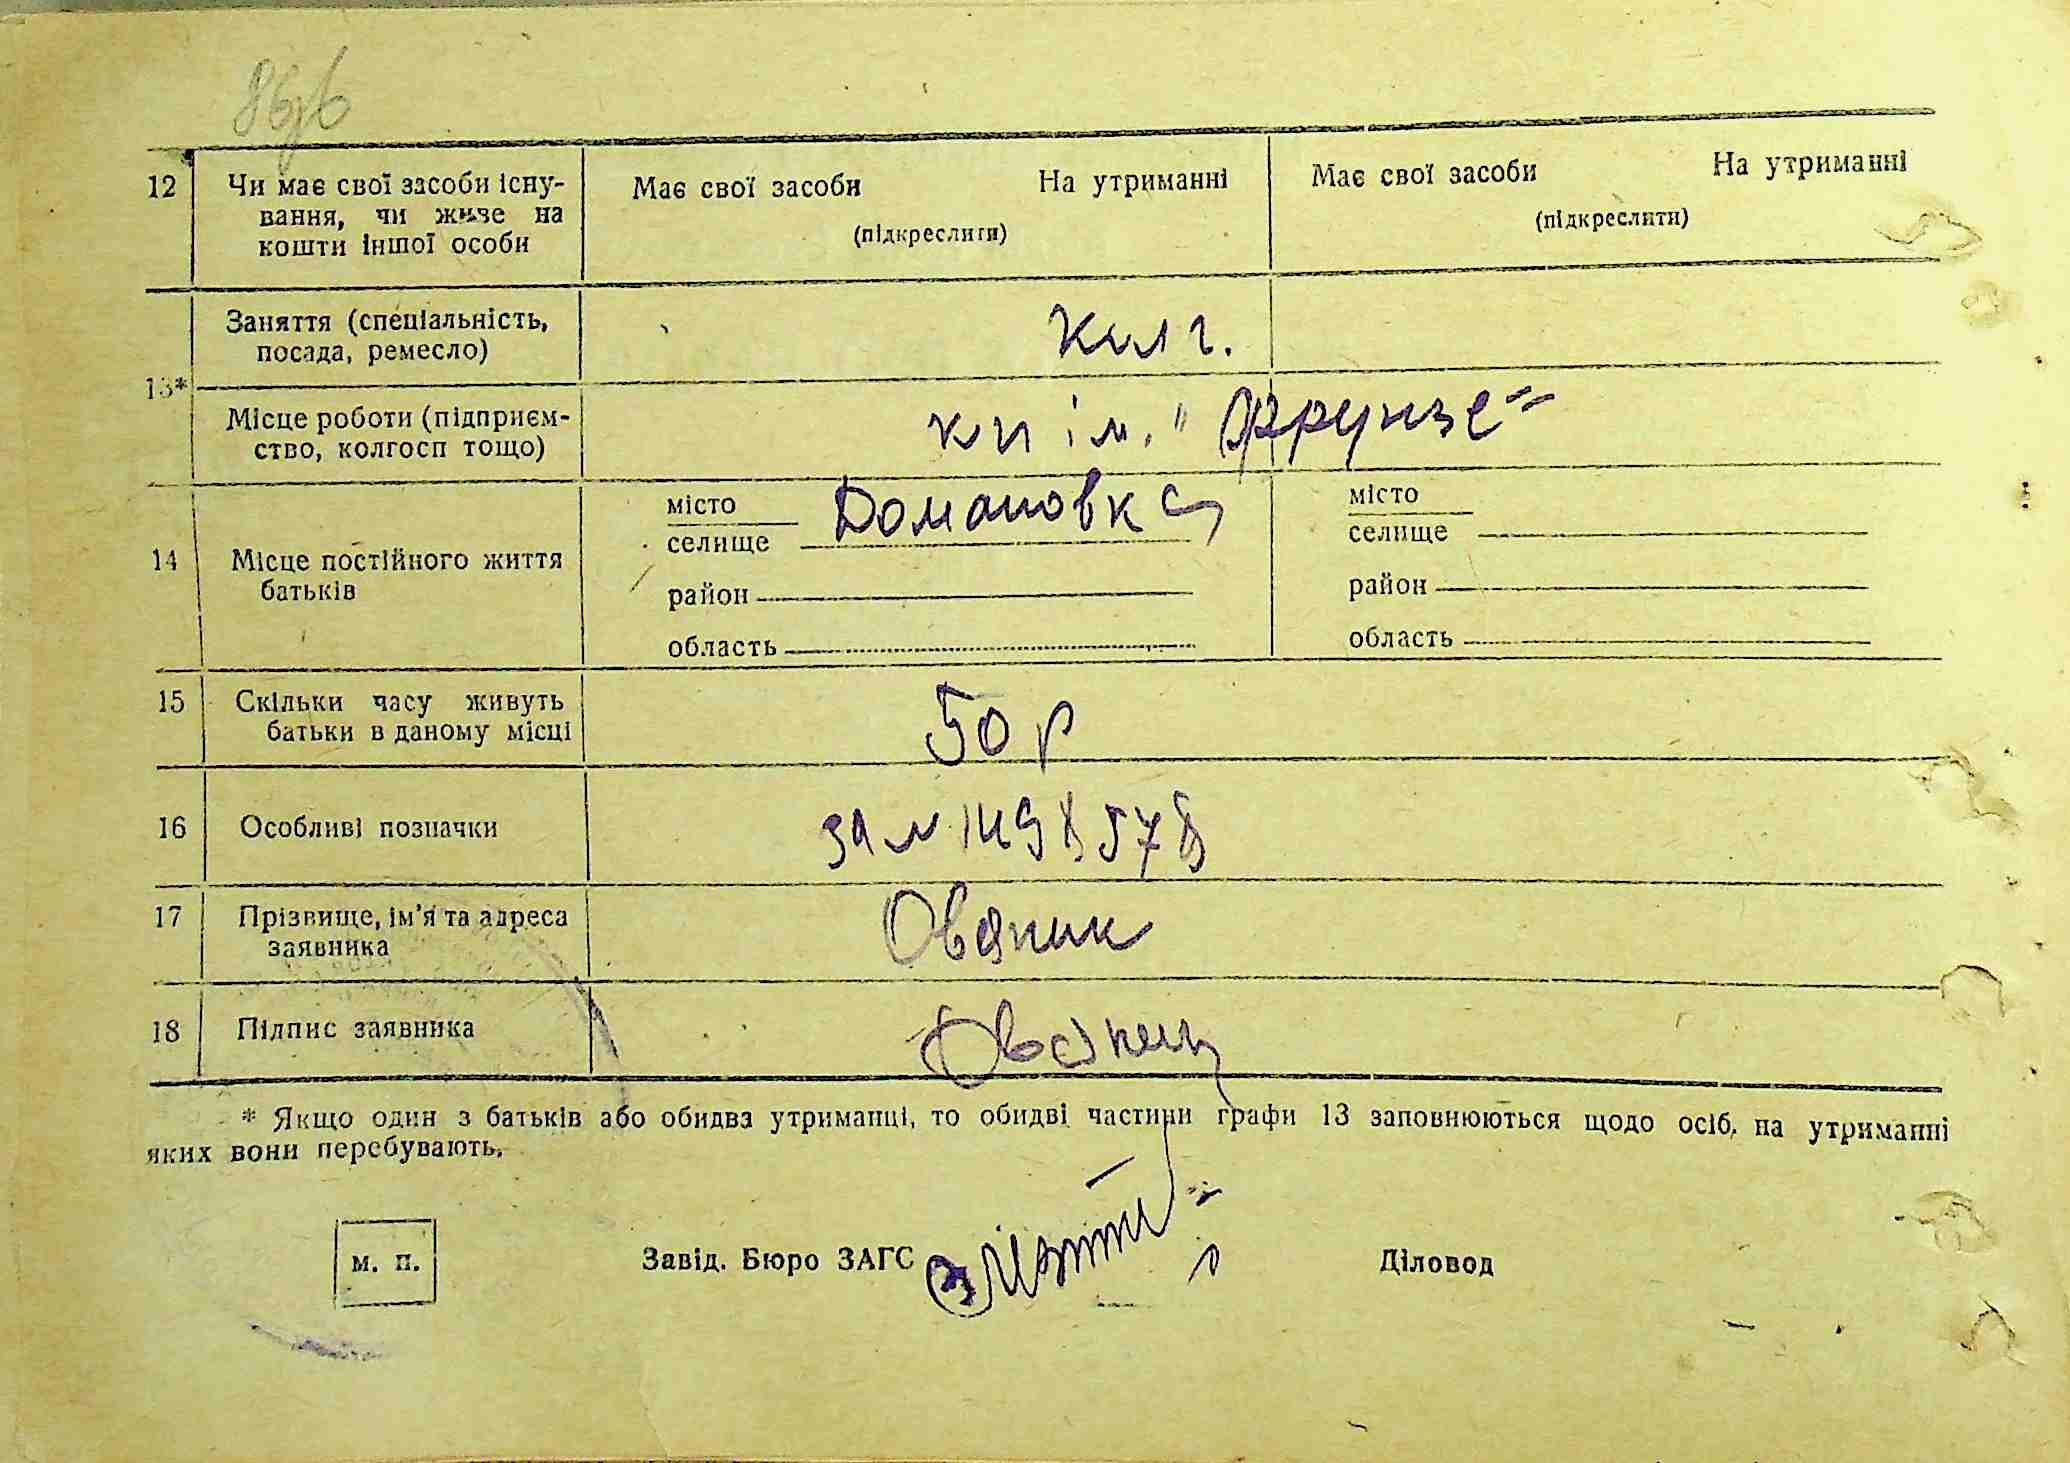 12 Чи має свої засоби існу-
вання, чи живе на
кошти іншої особи
Має свої засоби На утриманні
(підкреслити)
Має свої засоби На утриманні
(підкреслити)
13*
Заняття (спеціальність,
посада, ремесло)
колг.
Місце роботи (підприєм-
ство, колгосп тощо)
кп ім. "Фрунзе"
14 Місце постійного життя
батьків
місто
селище Домановка
район
область
місто
селище
район
область
15 Скільки часу живуть
батьки в даному місці
50 р
16 Особливі позначки
17 Прізвище, ім'я та адреса
заявника
Овяник
18 Підпис заявника
* Якщо один з батьків або обидва утриманці, то обидві частини графи 13 заповнюються щодо осіб, на утриманні
яких вони перебувають.
М. П.
Завід. Бюро ЗАГС
Діловод